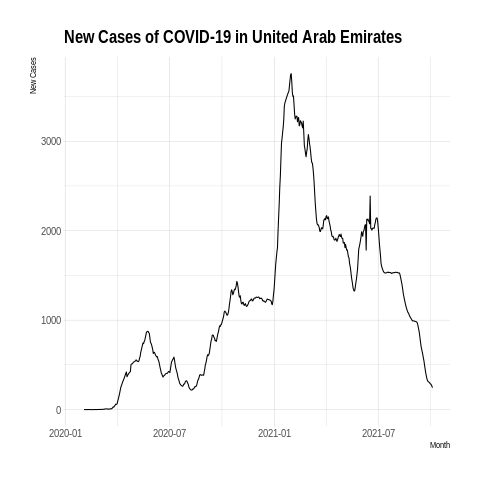 New Cases of COVID-19 in United Arab Emirates
New Cases
3000
2000
1000
0
2020-01 2020-07 2021-01 2021-07
Month